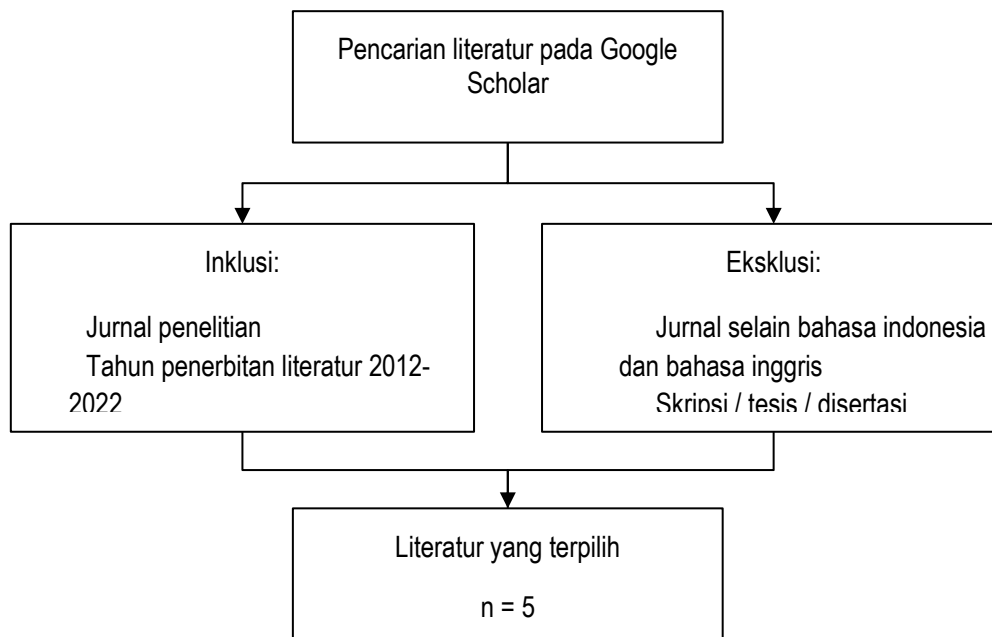 Pencarian literatur pada Google
Scholar
Inklusi:
Jurnal penelitian
Tahun penerbitan literatur 2012-
2022
Eksklusi:
Jurnal selain bahasa indonesia
dan bahasa inggris
Skripsi / tesis / disertasi
Literatur yang terpilih
n = 5